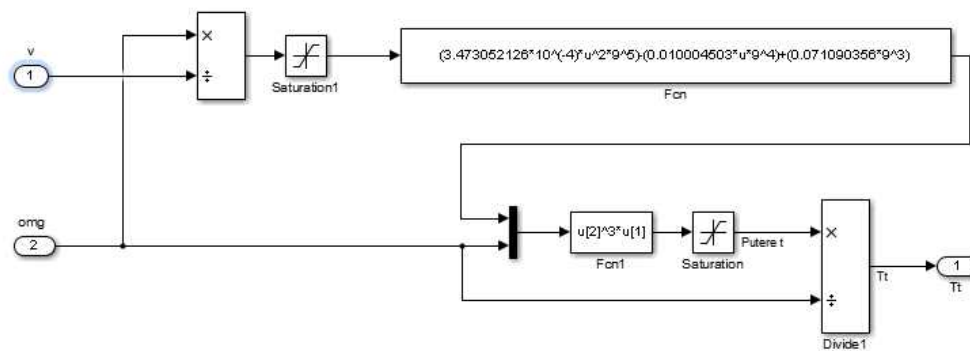 v
1
×
÷
Saturation1
(3.473052126*10^(-4)*u^2*9^5)-(0.010004503*u*9^4)+(0.071090356*9^3)
Fcn
omg
2
u[2]^3*u[1]
Fcn1
Saturation
Putere t
×
÷
Divide1
Tt
1
Tt